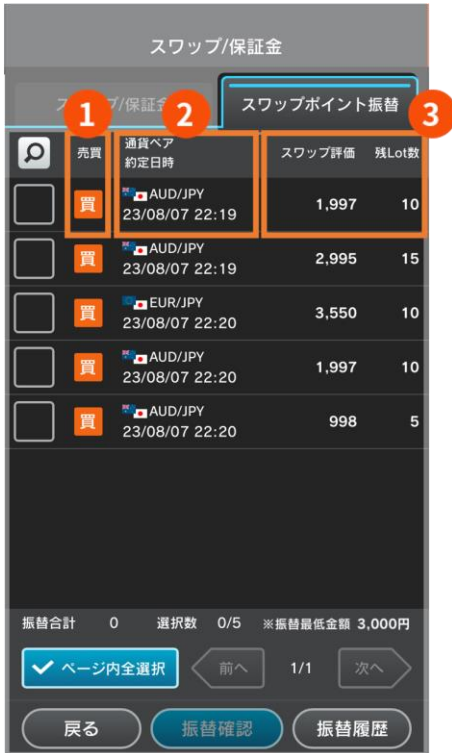 スワップ/保証金
スワップ/保証金
スワップポイント振替
1
2
3
売買
通貨ペア
約定日時
スワップ評価
残Lot数
買
AUD/JPY
23/08/07 22:19
1,997
10
買
AUD/JPY
23/08/07 22:19
2,995
15
買
EUR/JPY
23/08/07 22:20
3,550
10
買
AUD/JPY
23/08/07 22:20
1,997
10
買
AUD/JPY
23/08/07 22:20
998
5
振替合計 0 選択数 0/5 ※振替最低金額 3,000円
ページ内全選択
前へ
1/1
次へ
戻る
振替確認
振替履歴